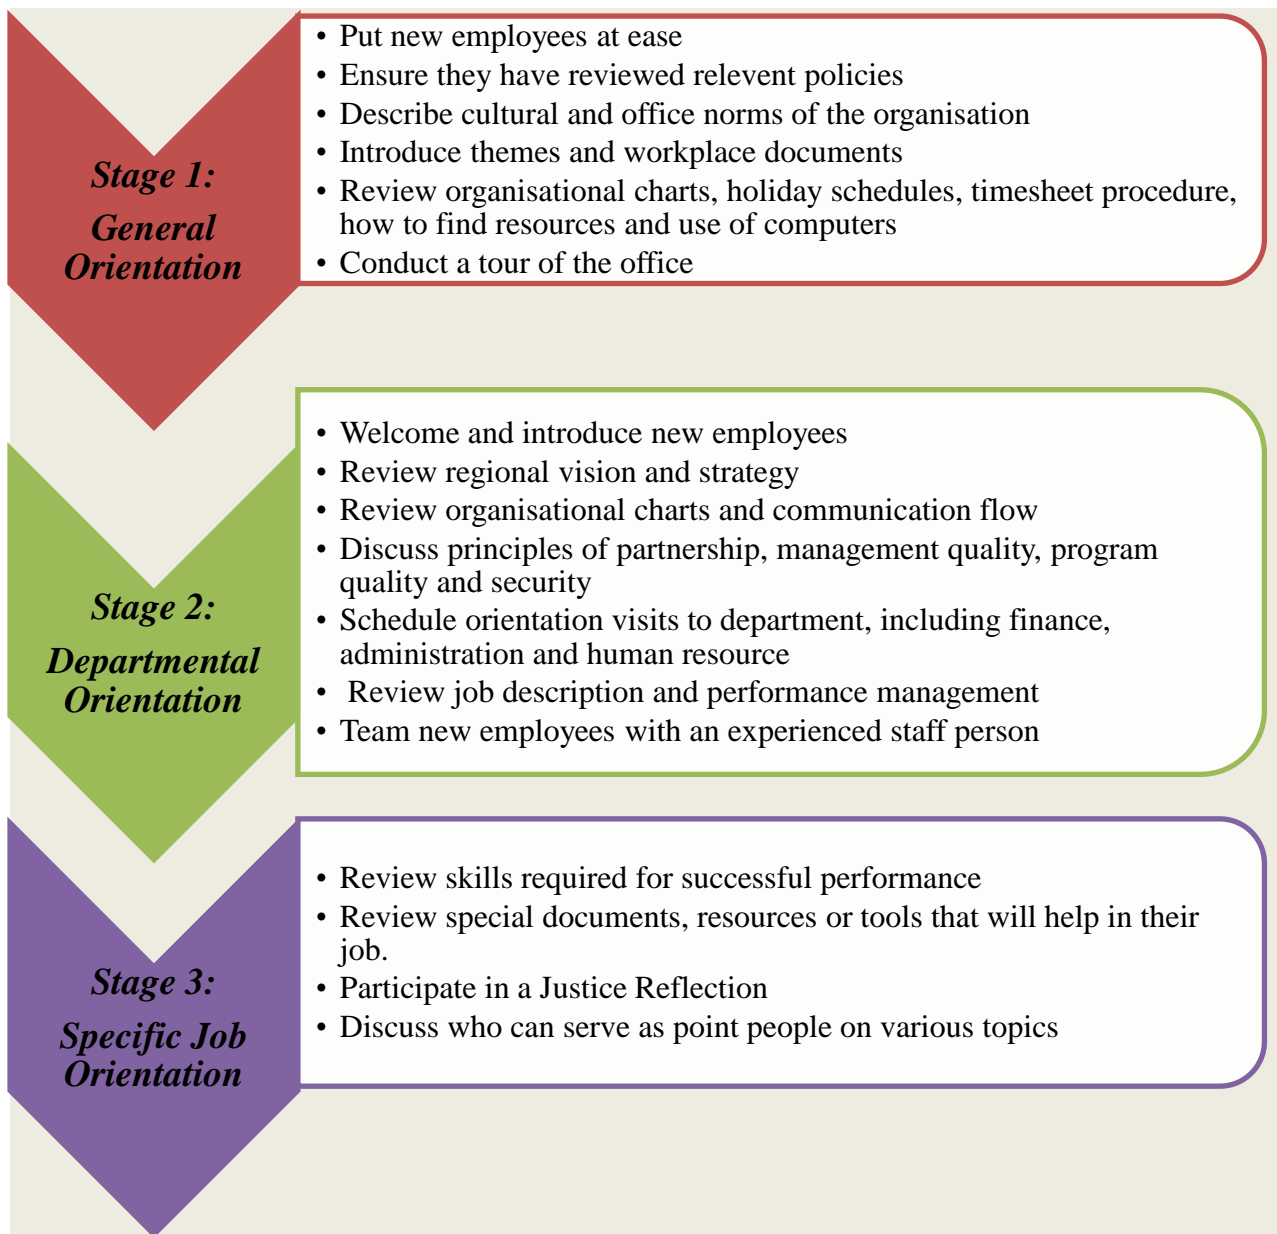 Stage 1:
General
Orientation
• Put new employees at ease
• Ensure they have reviewed relevent policies
• Describe cultural and office norms of the organisation
• Introduce themes and workplace documents
• Review organisational charts, holiday schedules, timesheet procedure,
how to find resources and use of computers
• Conduct a tour of the office
Stage 2:
Departmental
Orientation
• Welcome and introduce new employees
• Review regional vision and strategy
• Review organisational charts and communication flow
• Discuss principles of partnership, management quality, program
quality and security
• Schedule orientation visits to department, including finance,
administration and human resource
• Review job description and performance management
• Team new employees with an experienced staff person
Stage 3:
Specific Job
Orientation
• Review skills required for successful performance
• Review special documents, resources or tools that will help in their
job.
• Participate in a Justice Reflection
• Discuss who can serve as point people on various topics